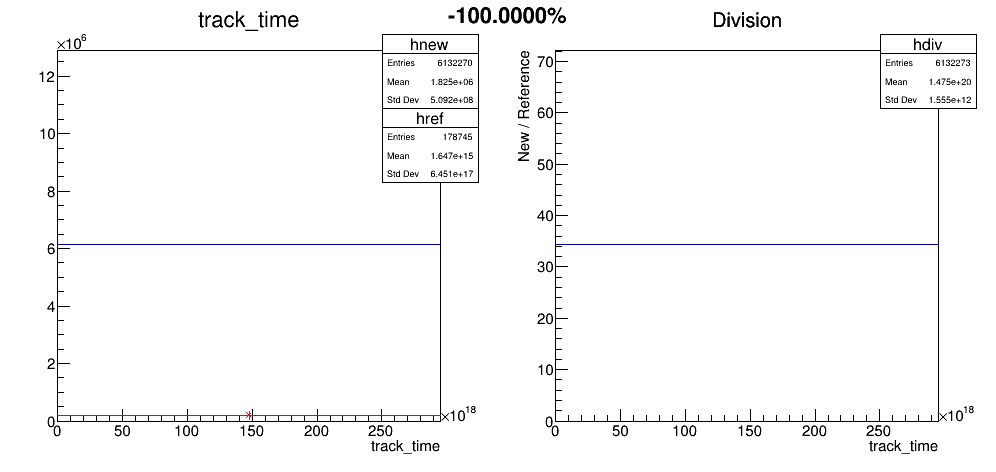 -100.0000%
track_time
×10⁶
hnew
Entries 6132270
Mean 1.825e+06
Std Dev 5.092e+08
href
Entries 178745
Mean 1.647e+15
Std Dev 6.451e+17
12
10
8
6
4
2
0
0 50 100 150 200 250
×10¹⁸
track_time
Division
hdiv
Entries 6132273
Mean 1.475e+20
Std Dev 1.555e+12
New / Reference
70
60
50
40
30
20
10
0
0 50 100 150 200 250
×10¹⁸
track_time